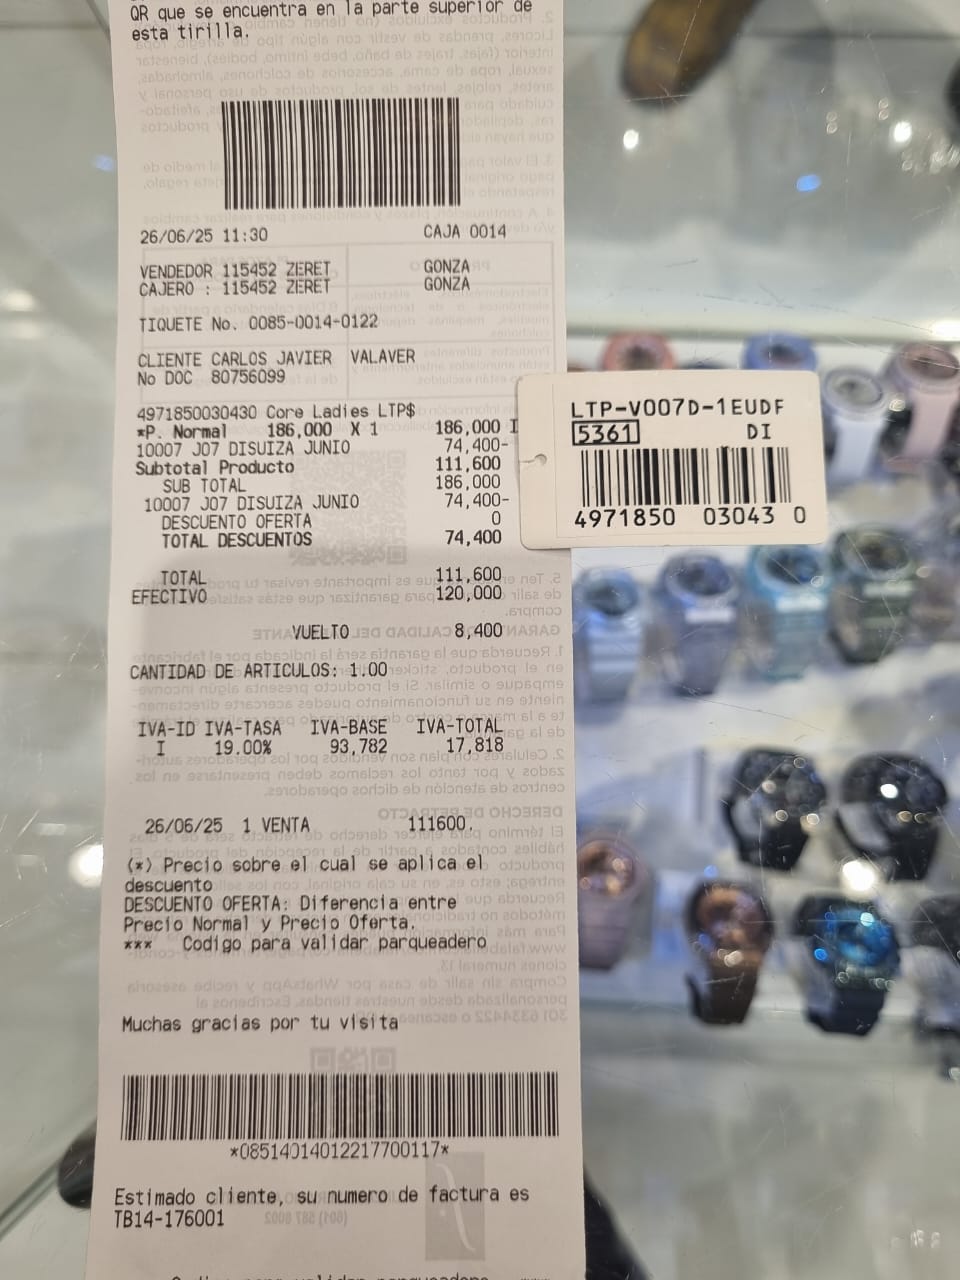 QR que se encuentra en la parte superior de
esta tirilla.
26/06/25 11:30 CAJA 0014
VENDEDOR 115452 ZERET GONZA
CAJERO : 115452 ZERET GONZA
TIQUETE No. 0085-0014-0122
CLIENTE CARLOS JAVIER VALAVER
No DOC 80756099
4971850030430 Core Ladies LTP$
*P. Normal 186,000 X 1 186,000 I
10007 J07 DISUIZA JUNIO 74,400-
Subtotal Producto 111,600
SUB TOTAL 186,000
10007 J07 DISUIZA JUNIO 74,400-
DESCUENTO OFERTA 0
TOTAL DESCUENTOS 74,400
TOTAL 111,600
EFECTIVO 120,000
VUELTO 8,400
CANTIDAD DE ARTICULOS: 1.00
IVA-ID IVA-TASA IVA-BASE IVA-TOTAL
I 19.00% 93,782 17,818
26/06/25 1 VENTA 111600.
(*) Precio sobre el cual se aplica el
descuento
DESCUENTO OFERTA: Diferencia entre
Precio Normal y Precio Oferta.
*** Codigo para validar parqueadero
Muchas gracias por tu visita
*08514014012217700117*
Estimado cliente, su numero de factura es
TB14-176001
LTP-V007D-1EUDF
5361 DI
4971850 03043 0